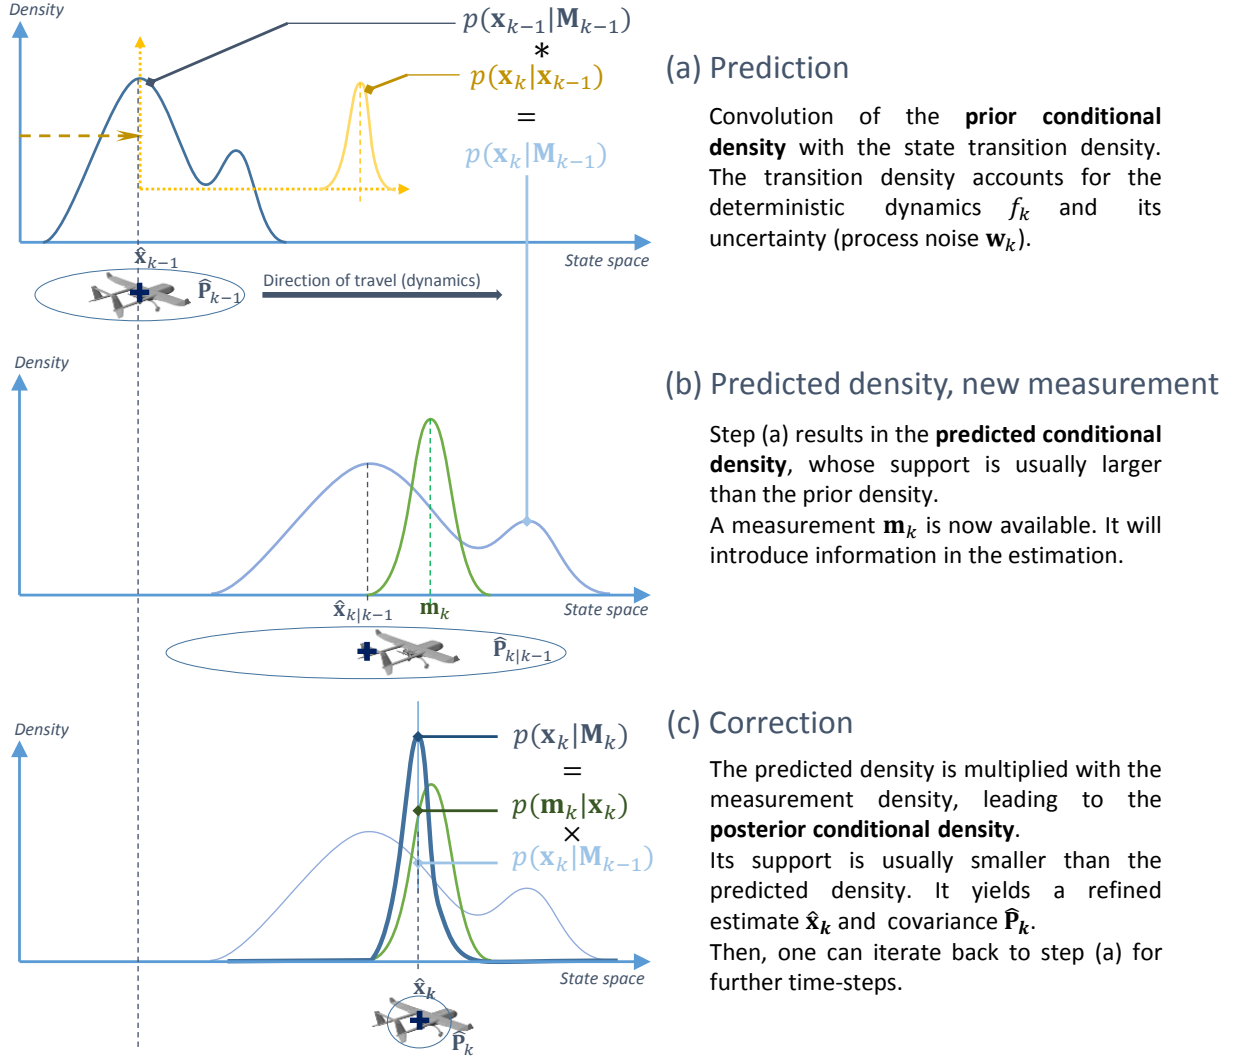 Density
p(x_{k−1}|M_{k−1})
*
p(x_k|x_{k−1})
=
p(x_k|M_{k−1})
x̂_{k−1}
State space
P̂_{k−1}
Direction of travel (dynamics)
(a) Prediction
Convolution of the prior conditional
density with the state transition density.
The transition density accounts for the
deterministic dynamics f_k and its
uncertainty (process noise w_k).
Density
x̂_{k|k−1}
m_k
State space
P̂_{k|k−1}
(b) Predicted density, new measurement
Step (a) results in the predicted conditional
density, whose support is usually larger
than the prior density.
A measurement m_k is now available. It will
introduce information in the estimation.
Density
p(x_k|M_k)
=
p(m_k|x_k)
×
p(x_k|M_{k−1})
State space
x̂_k
P̂_k
(c) Correction
The predicted density is multiplied with the
measurement density, leading to the
posterior conditional density.
Its support is usually smaller than the
predicted density. It yields a refined
estimate x̂_k and covariance P̂_k.
Then, one can iterate back to step (a) for
further time-steps.